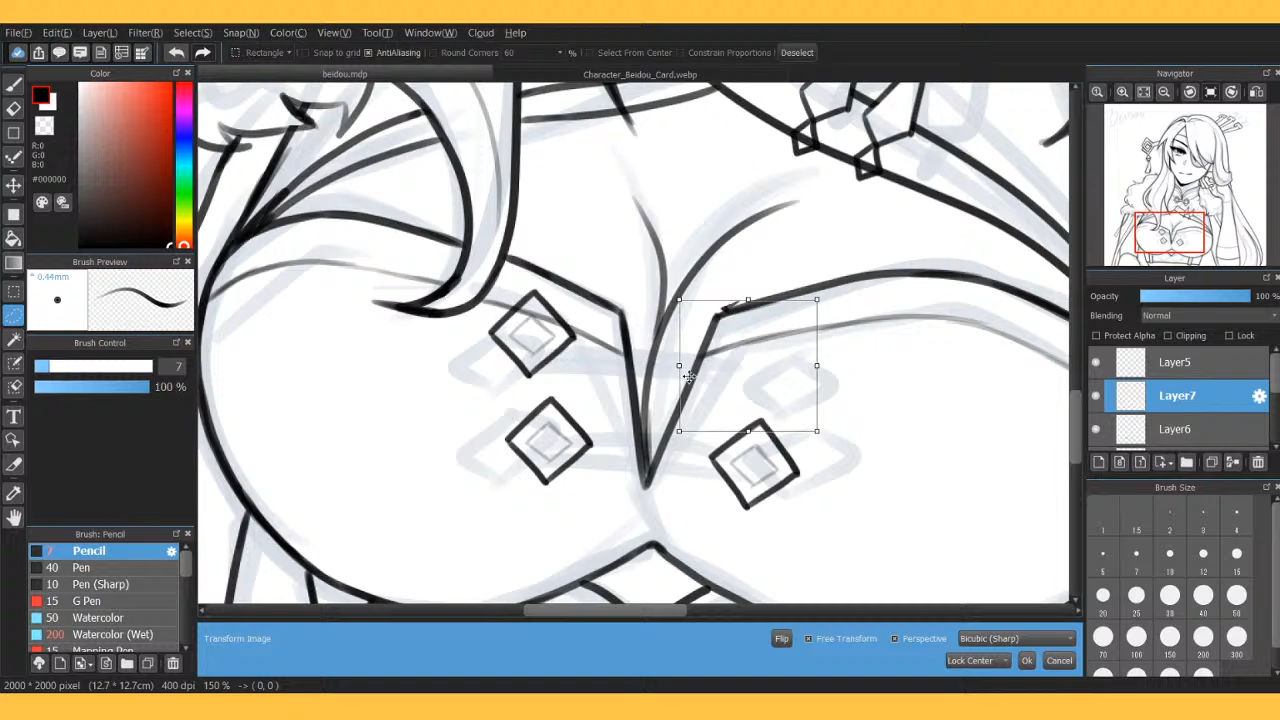 File(F) Edit(E) Layer(L) Filter(R) Select(S) Snap(N) Color(C) View(V) Tool(T) Window(W) Cloud Help
Rectangle Snap to grid AntiAliasing Round Corners 60 % Select From Center Constrain Proportions Deselect
Color
beidou.mdp Character_Beidou_Card.webp
Navigator
R:0
G:0
B:0
#000000
Brush Preview
* 0.44mm
Layer
Opacity 100 %
Blending Normal
Protect Alpha Clipping Lock
Brush Control
7
100 %
Layer5
Layer7
Layer6
Brush Size
1 1.5 2 3 4
5 7 10 12 15
20 25 30 40 50
70 100 150 200 300
Brush: Pencil
7 Pencil
40 Pen
10 Pen (Sharp)
15 G Pen
50 Watercolor
200 Watercolor (Wet)
15 Mapping Pen
Transform Image Flip Free Transform Perspective Bicubic (Sharp)
Lock Center Ok Cancel
2000 * 2000 pixel (12.7 * 12.7cm) 400 dpi 150 % -> ( 0, 0 )